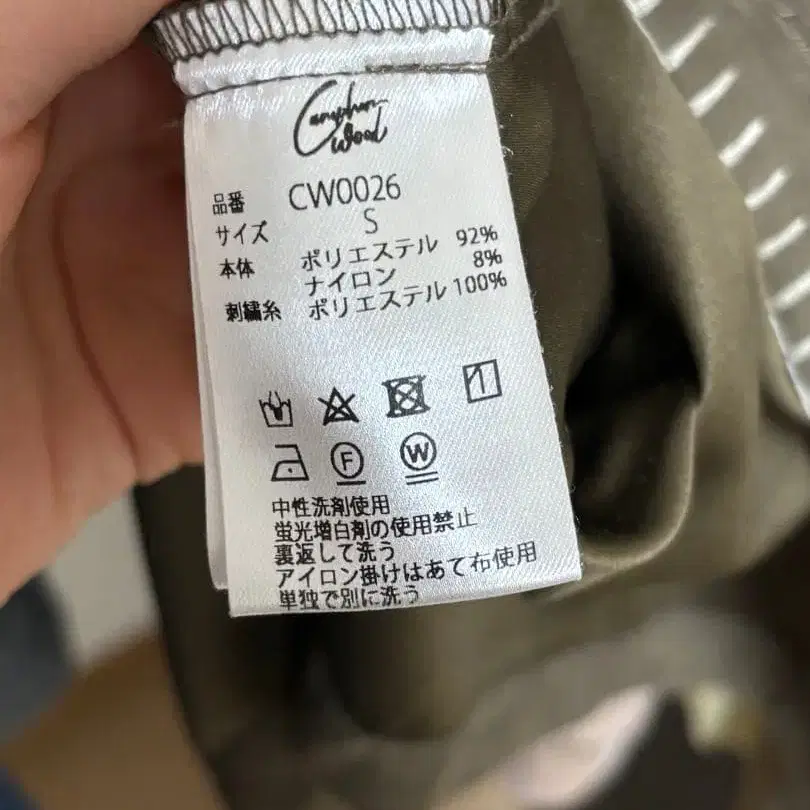 Camphor Wood
品番 CW0026
サイズ S
本体 ポリエステル 92%
ナイロン 8%
刺繍糸 ポリエステル 100%
F W
中性洗剤使用
蛍光増白剤の使用禁止
裏返して洗う
アイロン掛けはあて布使用
単独で別に洗う